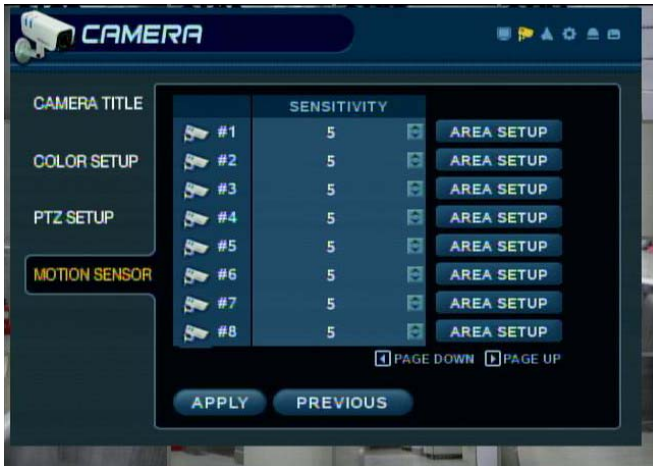 CAMERA
CAMERA TITLE
COLOR SETUP
PTZ SETUP
MOTION SENSOR
SENSITIVITY
#1 5 AREA SETUP
#2 5 AREA SETUP
#3 5 AREA SETUP
#4 5 AREA SETUP
#5 5 AREA SETUP
#6 5 AREA SETUP
#7 5 AREA SETUP
#8 5 AREA SETUP
PAGE DOWN PAGE UP
APPLY PREVIOUS